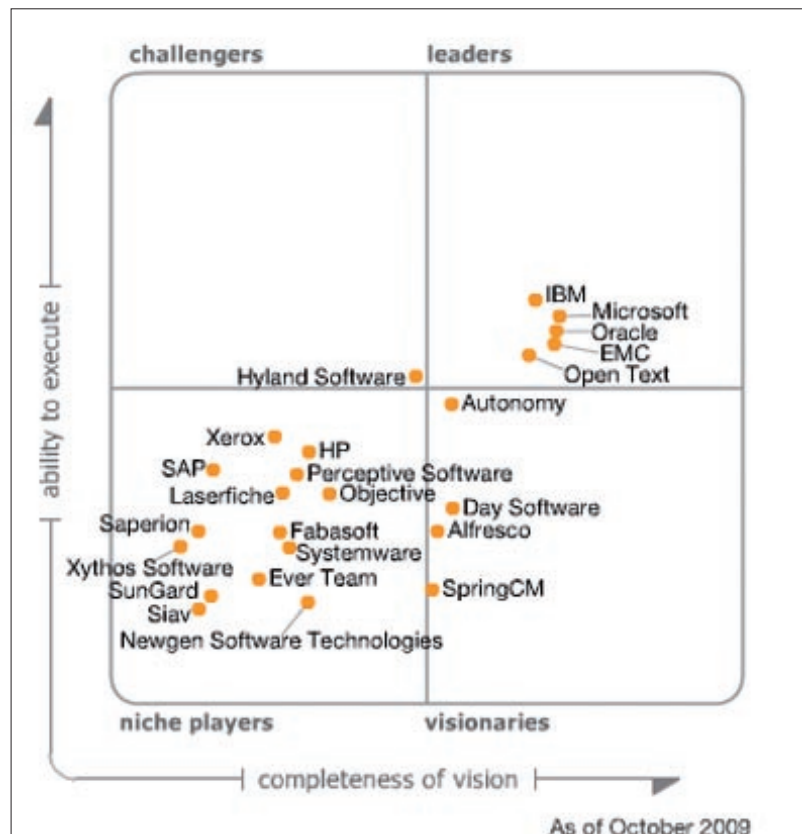 challengers
leaders
ability to execute
IBM
Microsoft
Oracle
EMC
Open Text
Hyland Software
Autonomy
Xerox
HP
SAP
Perceptive Software
Laserfiche
Objective
Day Software
Saperion
Fabasoft
Alfresco
Systemware
Xythos Software
Ever Team
SunGard
SpringCM
Siav
Newgen Software Technologies
niche players
visionaries
completeness of vision
As of October 2009